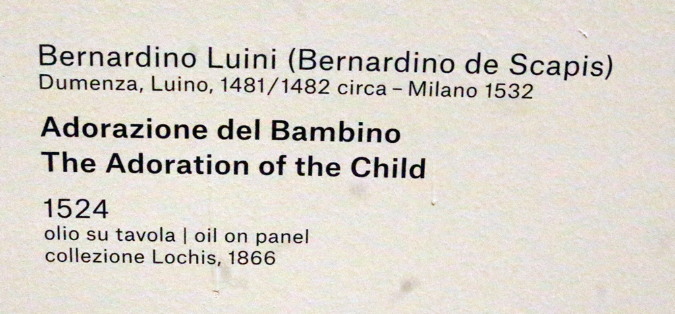 Bernardino Luini (Bernardino de Scapis)
Dumenza, Luino, 1481/1482 circa – Milano 1532
Adorazione del Bambino
The Adoration of the Child
1524
olio su tavola | oil on panel
collezione Lochis, 1866